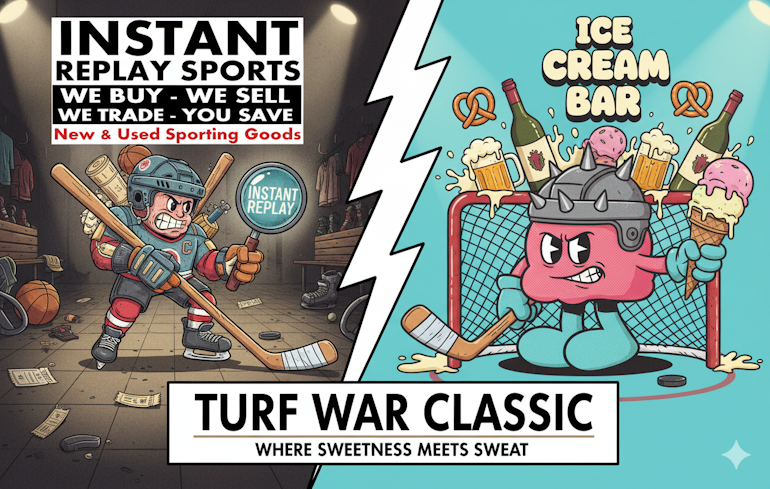 INSTANT
REPLAY SPORTS
WE BUY - WE SELL
WE TRADE - YOU SAVE
New & Used Sporting Goods
INSTANT
REPLAY
C
ICE
CREAM
BAR
TURF WAR CLASSIC
WHERE SWEETNESS MEETS SWEAT